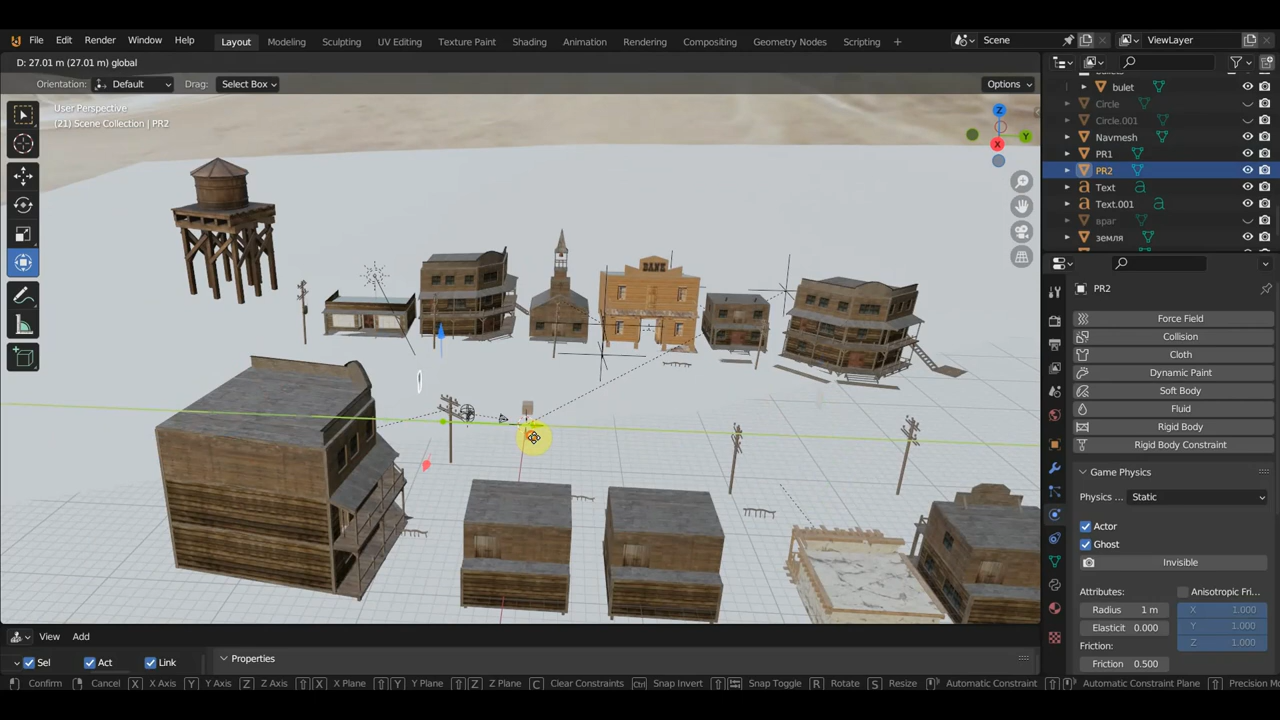 File Edit Render Window Help Layout Modeling Sculpting UV Editing Texture Paint Shading Animation Rendering Compositing Geometry Nodes Scripting + Scene ViewLayer
D: 27.01 m (27.01 m) global
Orientation: Default Drag: Select Box Options
User Perspective
(21) Scene Collection | PR2
Z
Y
X
BANK
bulet
Circle
Circle.001
Navmesh
PR1
PR2
Text
Text.001
враг
земля
PR2
Force Field
Collision
Cloth
Dynamic Paint
Soft Body
Fluid
Rigid Body
Rigid Body Constraint
Game Physics
Physics ... Static
Actor
Ghost
Invisible
Attributes: Anisotropic Fri...
Radius 1 m X 1.000
Elasticit 0.000 Y 1.000
Friction: Z 1.000
Friction 0.500
View Add
Sel Act Link Properties
Confirm Cancel X X Axis Y Y Axis Z Z Axis X X Plane Y Y Plane Z Z Plane C Clear Constraints Ctrl Snap Invert Snap Toggle R Rotate S Resize Automatic Constraint Automatic Constraint Plane Precision Mo